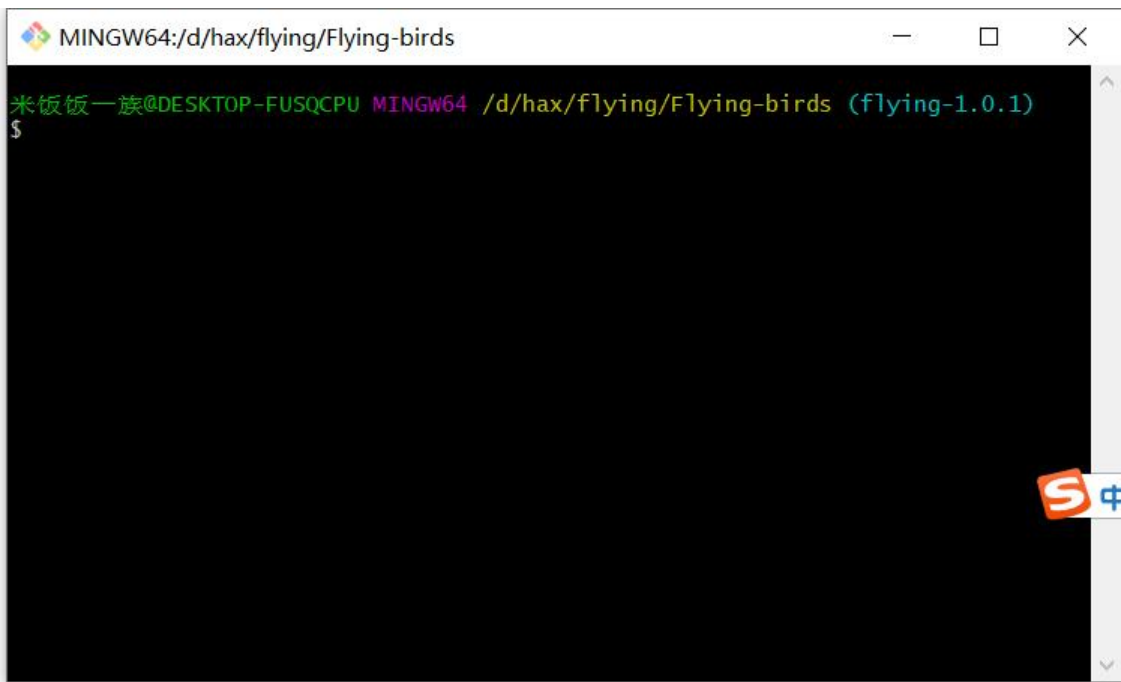 MINGW64:/d/hax/flying/Flying-birds
米饭饭一族@DESKTOP-FUSQCPU MINGW64 /d/hax/flying/Flying-birds (flying-1.0.1)
$
S 中